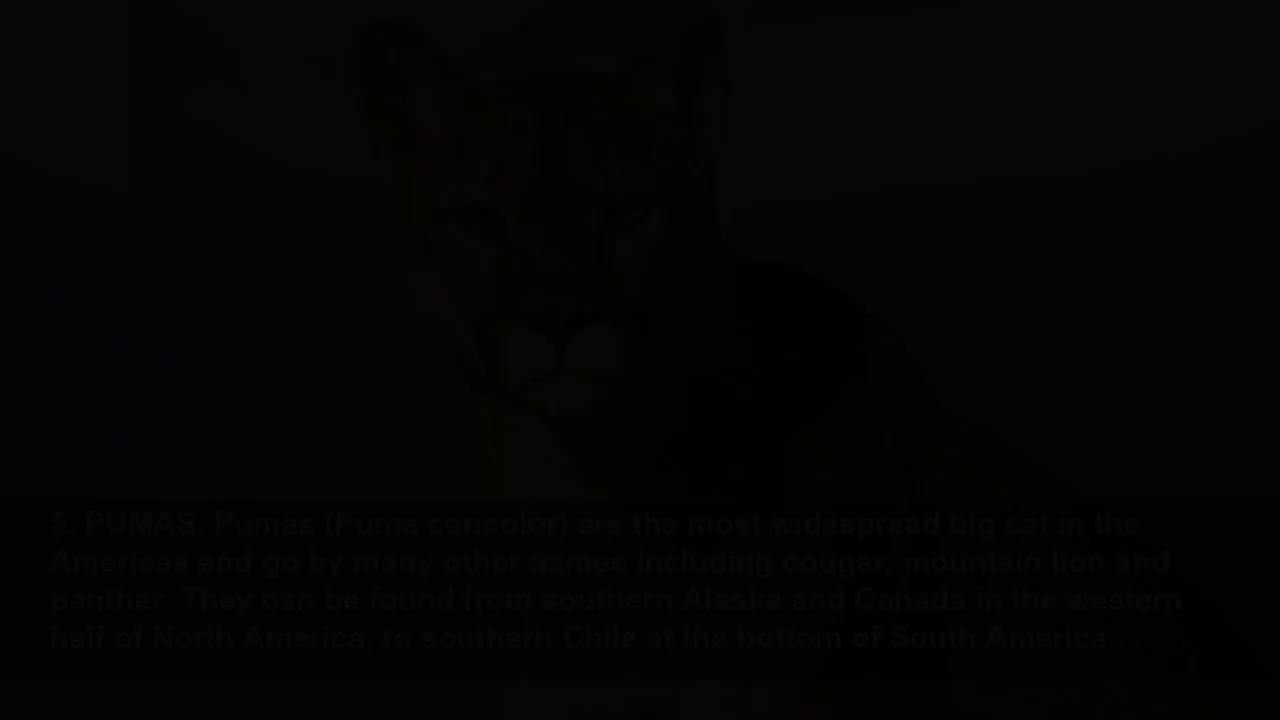 5. PUMAS. Pumas (Puma concolor) are the most widespread big cat in the
Americas and go by many other names including cougar, mountain lion and
panther. They can be found from southern Alaska and Canada in the western
half of North America, to southern Chile at the bottom of South America....